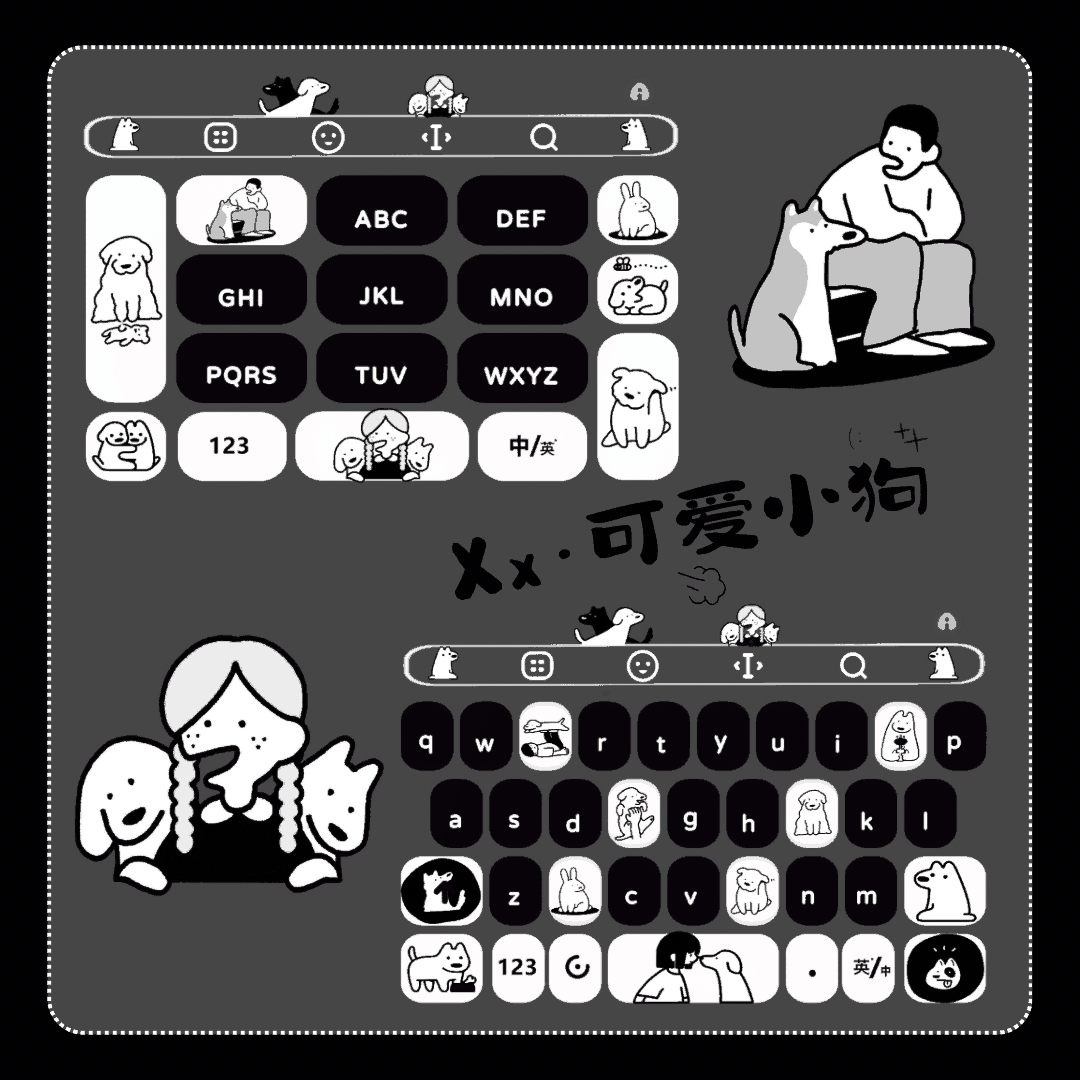 ABC DEF
GHI JKL MNO
PQRS TUV WXYZ
123 中/英
Xx·可爱小狗
q w r t y u i p
a s d g h k l
z c v n m
123 . 英/中